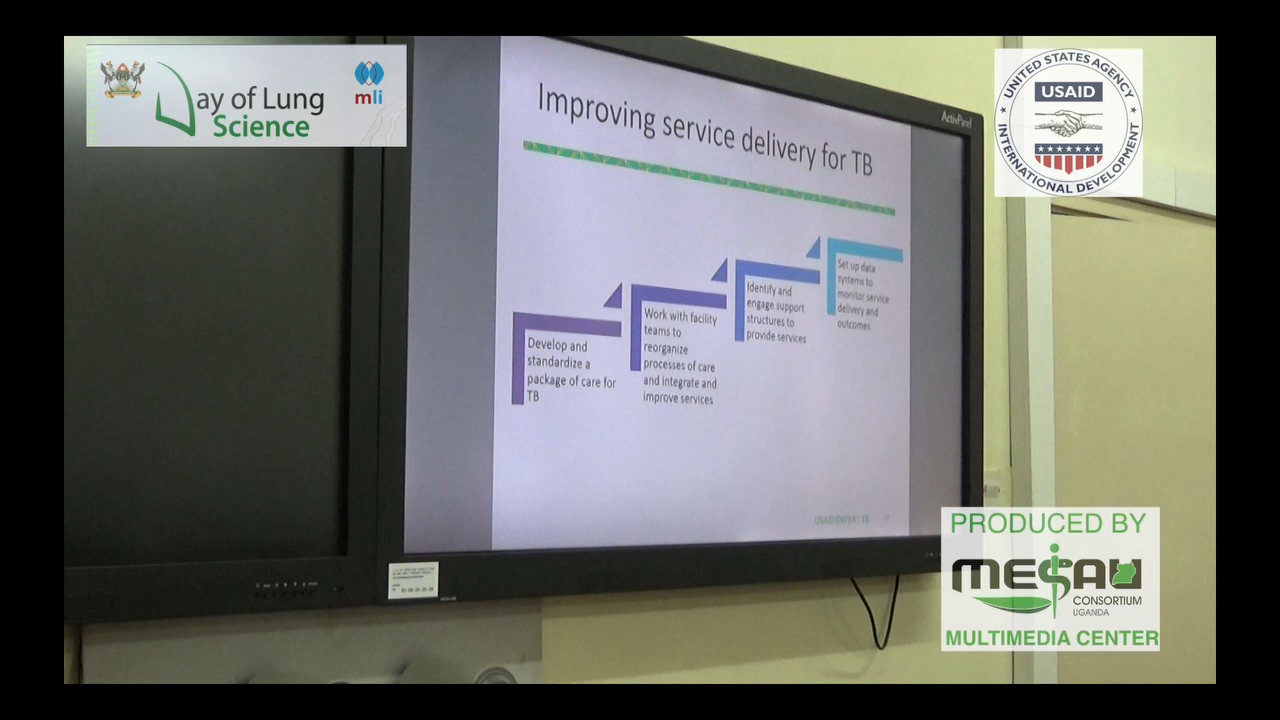 Day of Lung
Science
mli
UNITED STATES AGENCY
USAID
INTERNATIONAL DEVELOPMENT
ActivPanel
Improving service delivery for TB
Develop and
standardize a
package of care for
TB
Work with facility
teams to
reorganize
processes of care
and integrate and
improve services
Identify and
engage support
structures to
provide services
Set up data
systems to
monitor service
delivery and
outcomes
USAID DEFEAT TB
PRODUCED BY
MESAU
CONSORTIUM
UGANDA
MULTIMEDIA CENTER